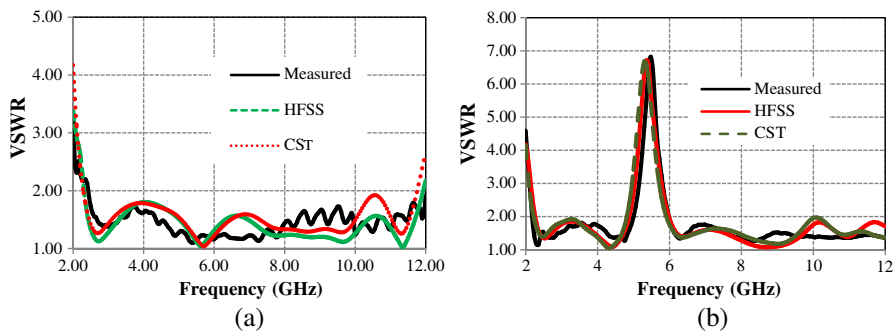 5.00
4.00
3.00
2.00
1.00
VSWR
Measured
HFSS
CST
2.00 4.00 6.00 8.00 10.00 12.00
Frequency (GHz)
(a)
8.00
7.00
6.00
5.00
4.00
3.00
2.00
1.00
VSWR
Measured
HFSS
CST
2 4 6 8 10 12
Frequency (GHz)
(b)